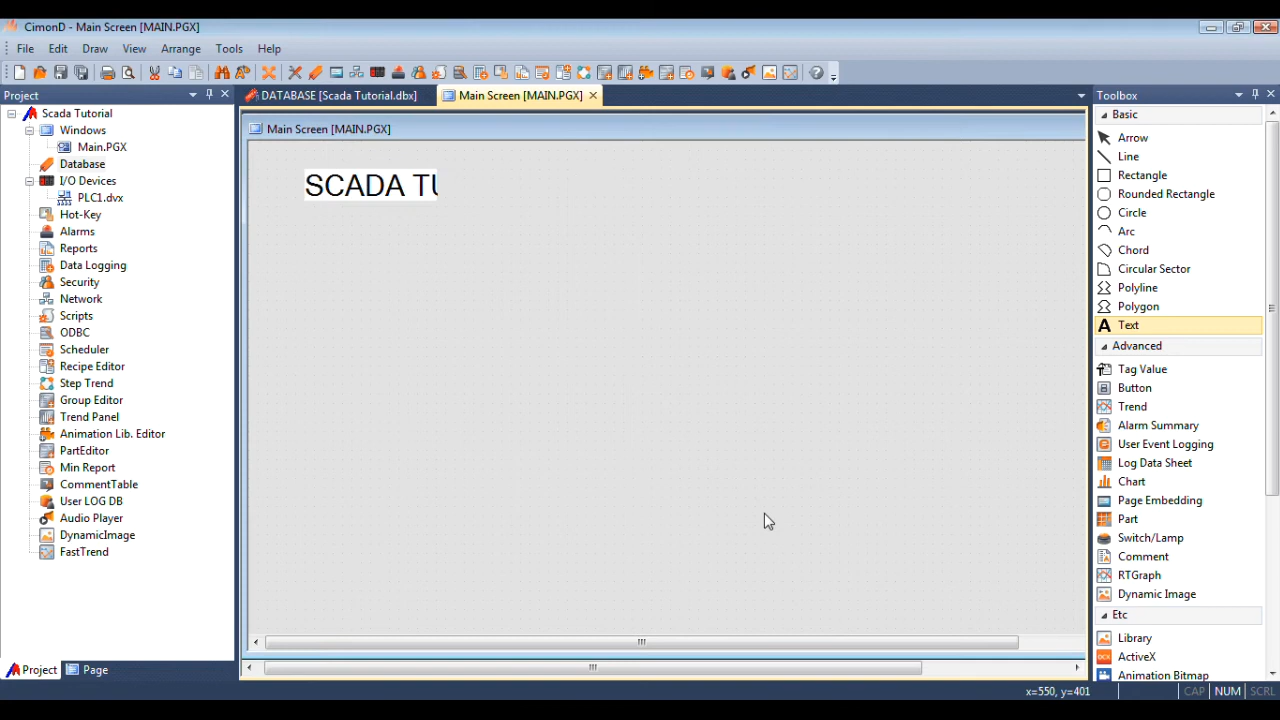 CimonD - Main Screen [MAIN.PGX]
File Edit Draw View Arrange Tools Help
Project
DATABASE [Scada Tutorial.dbx]
Main Screen [MAIN.PGX]
Toolbox
Scada Tutorial
Windows
Main.PGX
Database
I/O Devices
PLC1.dvx
Hot-Key
Alarms
Reports
Data Logging
Security
Network
Scripts
ODBC
Scheduler
Recipe Editor
Step Trend
Group Editor
Trend Panel
Animation Lib. Editor
PartEditor
Min Report
CommentTable
User LOG DB
Audio Player
DynamicImage
FastTrend
Project Page
Main Screen [MAIN.PGX]
SCADA TU
Basic
Arrow
Line
Rectangle
Rounded Rectangle
Circle
Arc
Chord
Circular Sector
Polyline
Polygon
A Text
Advanced
Tag Value
Button
Trend
Alarm Summary
User Event Logging
Log Data Sheet
Chart
Page Embedding
Part
Switch/Lamp
Comment
RTGraph
Dynamic Image
Etc
Library
ActiveX
Animation Bitmap
x=550, y=401 CAP NUM SCRL